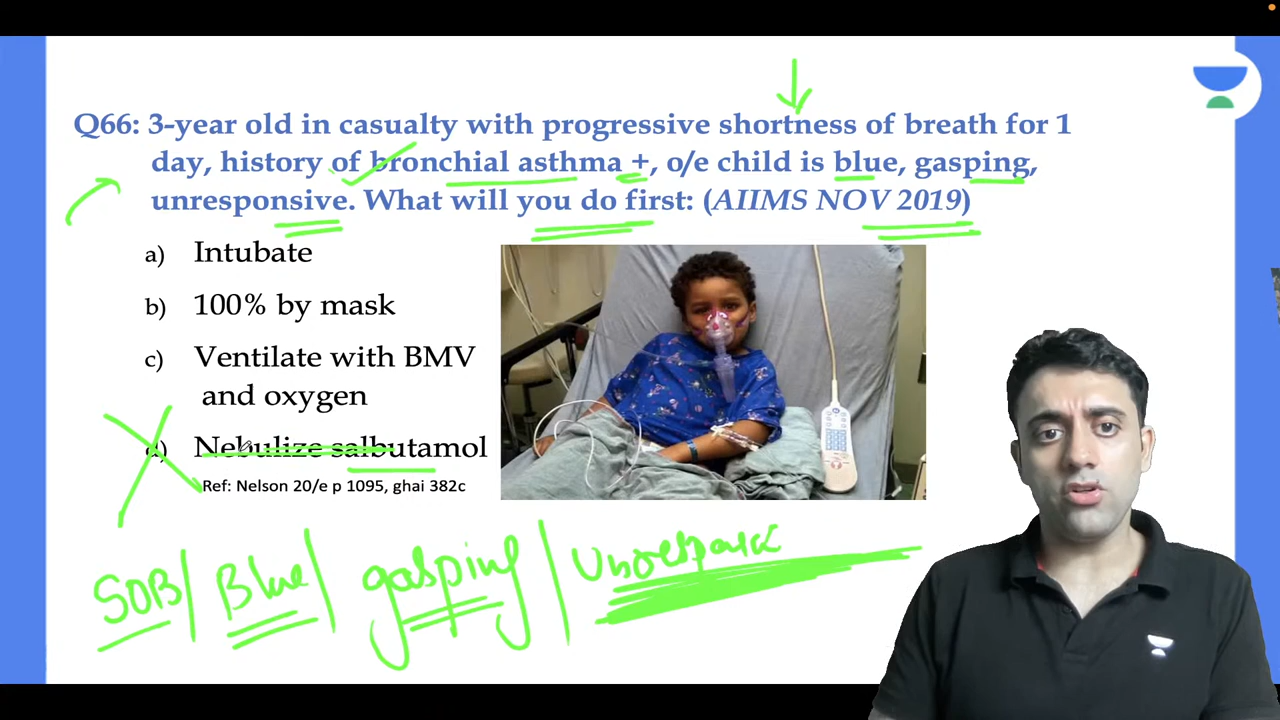 Q66: 3-year old in casualty with progressive shortness of breath for 1
day, history of bronchial asthma +, o/e child is blue, gasping,
unresponsive. What will you do first: (AIIMS NOV 2019)
a) Intubate
b) 100% by mask
c) Ventilate with BMV
and oxygen
d) Nebulize salbutamol
Ref: Nelson 20/e p 1095, ghai 382c
SOB / Blue / gasping /